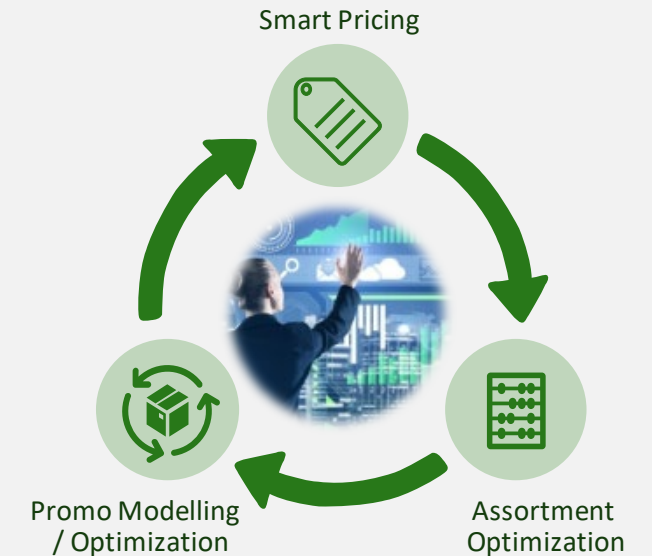 Smart Pricing
Promo Modelling
/ Optimization
Assortment
Optimization